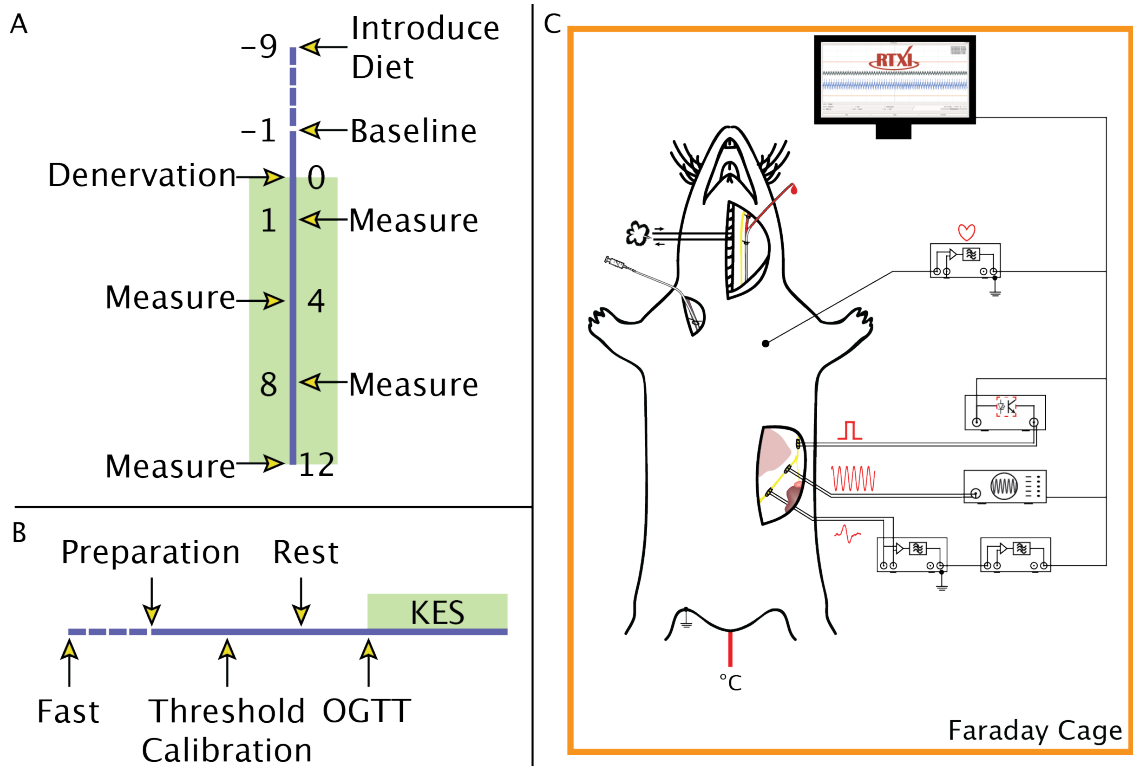 A
-9
Introduce
Diet
-1
Baseline
Denervation
0
1
Measure
Measure
4
8
Measure
Measure
12
B
Preparation
Rest
KES
Fast
Threshold
Calibration
OGTT
C
RTXI
°C
Faraday Cage